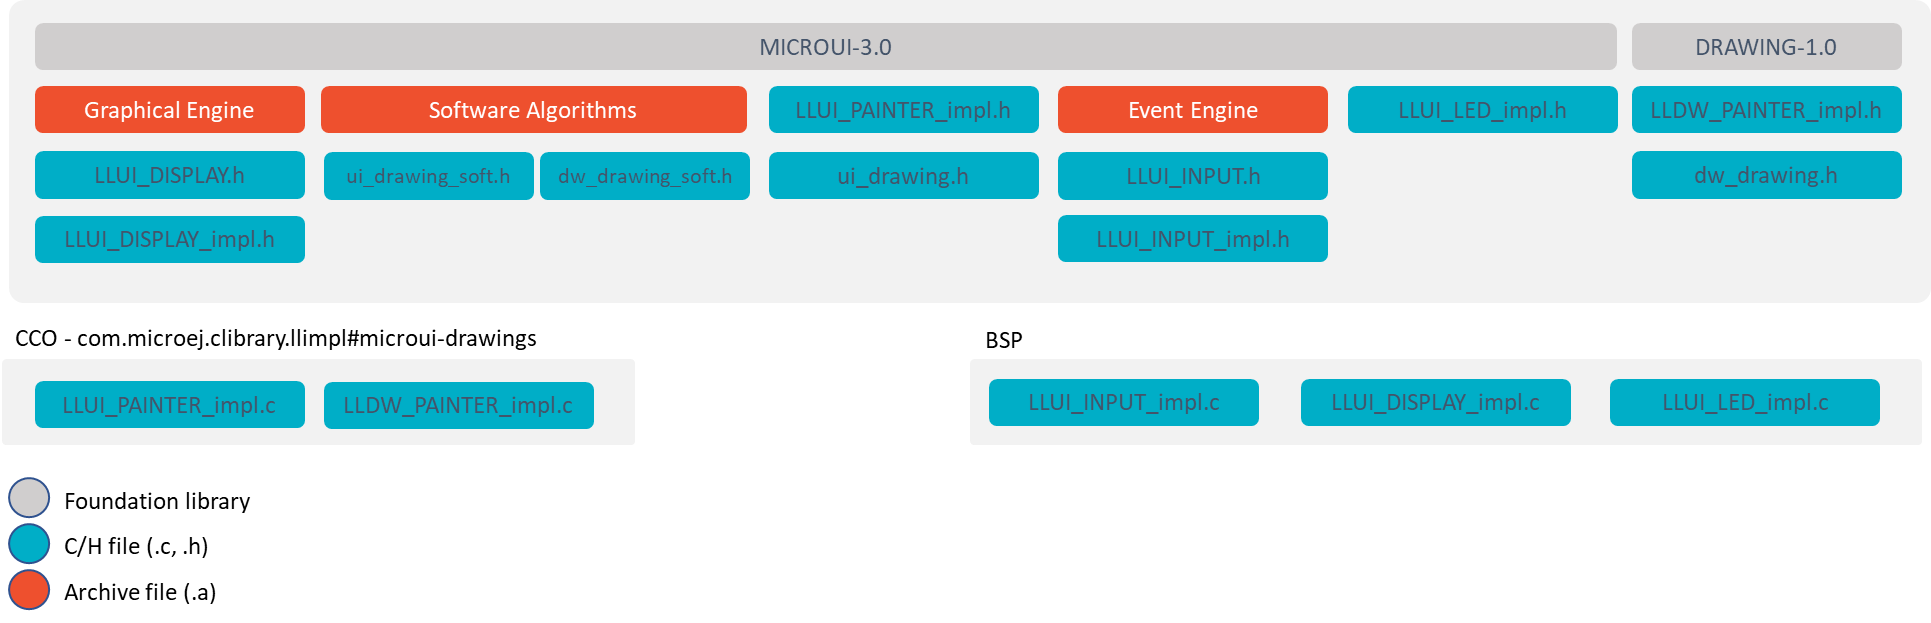 MICROUI-3.0
DRAWING-1.0
Graphical Engine
Software Algorithms
LLUI_PAINTER_impl.h
Event Engine
LLUI_LED_impl.h
LLDW_PAINTER_impl.h
LLUI_DISPLAY.h
ui_drawing_soft.h
dw_drawing_soft.h
ui_drawing.h
LLUI_INPUT.h
dw_drawing.h
LLUI_DISPLAY_impl.h
LLUI_INPUT_impl.h
CCO - com.microej.clibrary.llimpl#microui-drawings
BSP
LLUI_PAINTER_impl.c
LLDW_PAINTER_impl.c
LLUI_INPUT_impl.c
LLUI_DISPLAY_impl.c
LLUI_LED_impl.c
Foundation library
C/H file (.c, .h)
Archive file (.a)